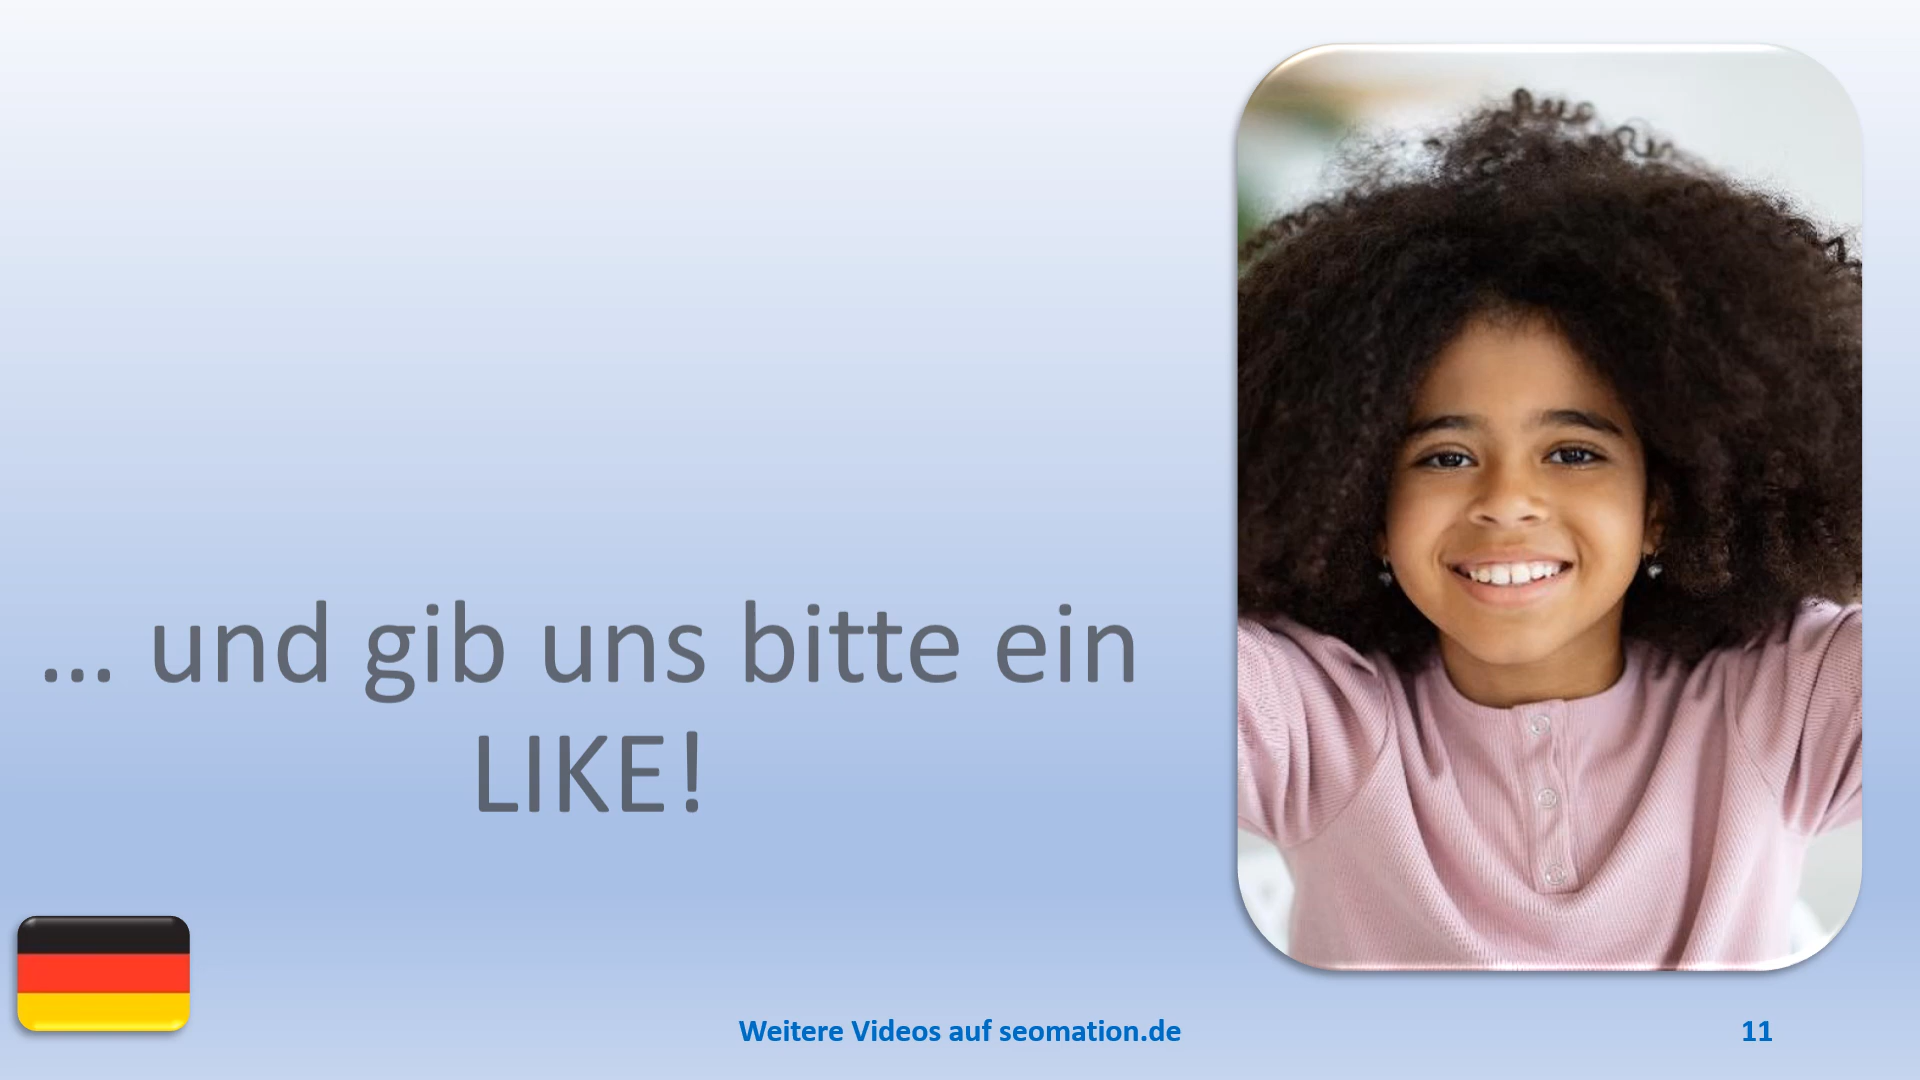 ... und gib uns bitte ein
LIKE!
Weitere Videos auf seomation.de
11